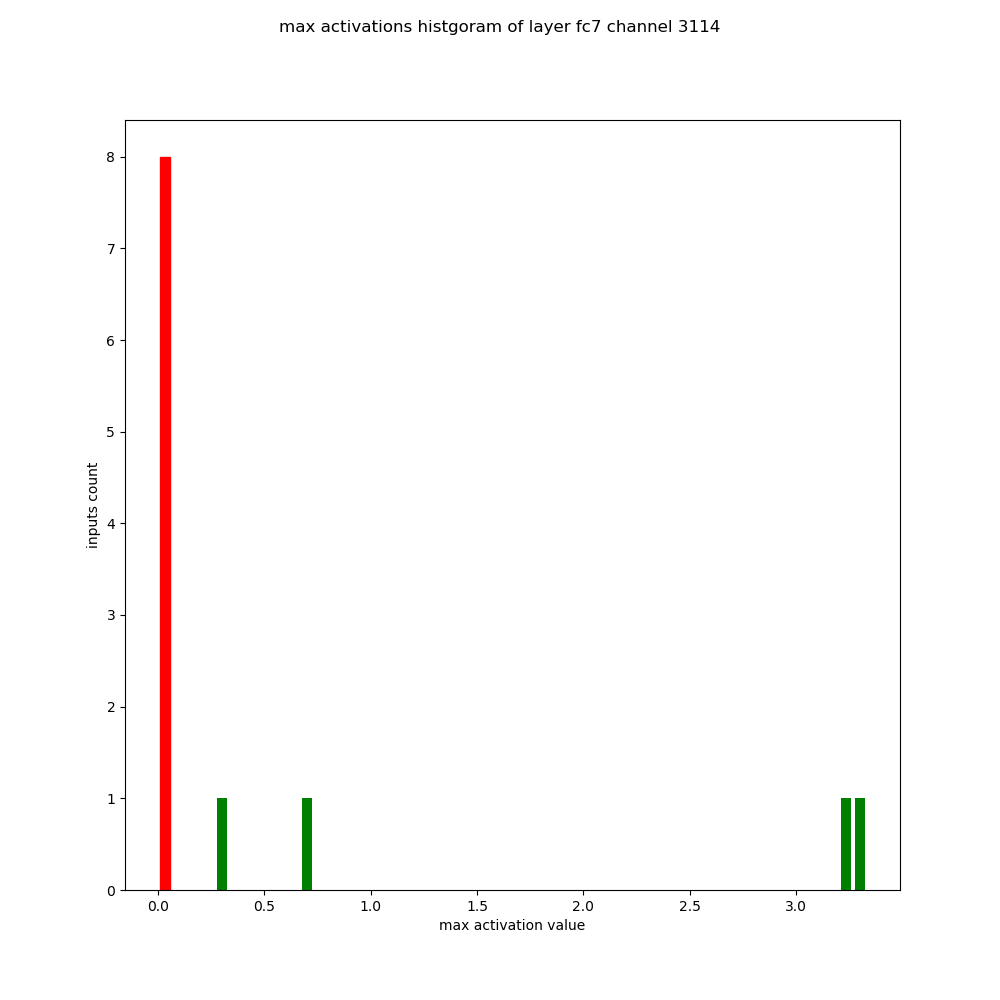 max activations histgoram of layer fc7 channel 3114
8
7
6
5
4
3
2
1
0
inputs count
0.0 0.5 1.0 1.5 2.0 2.5 3.0
max activation value